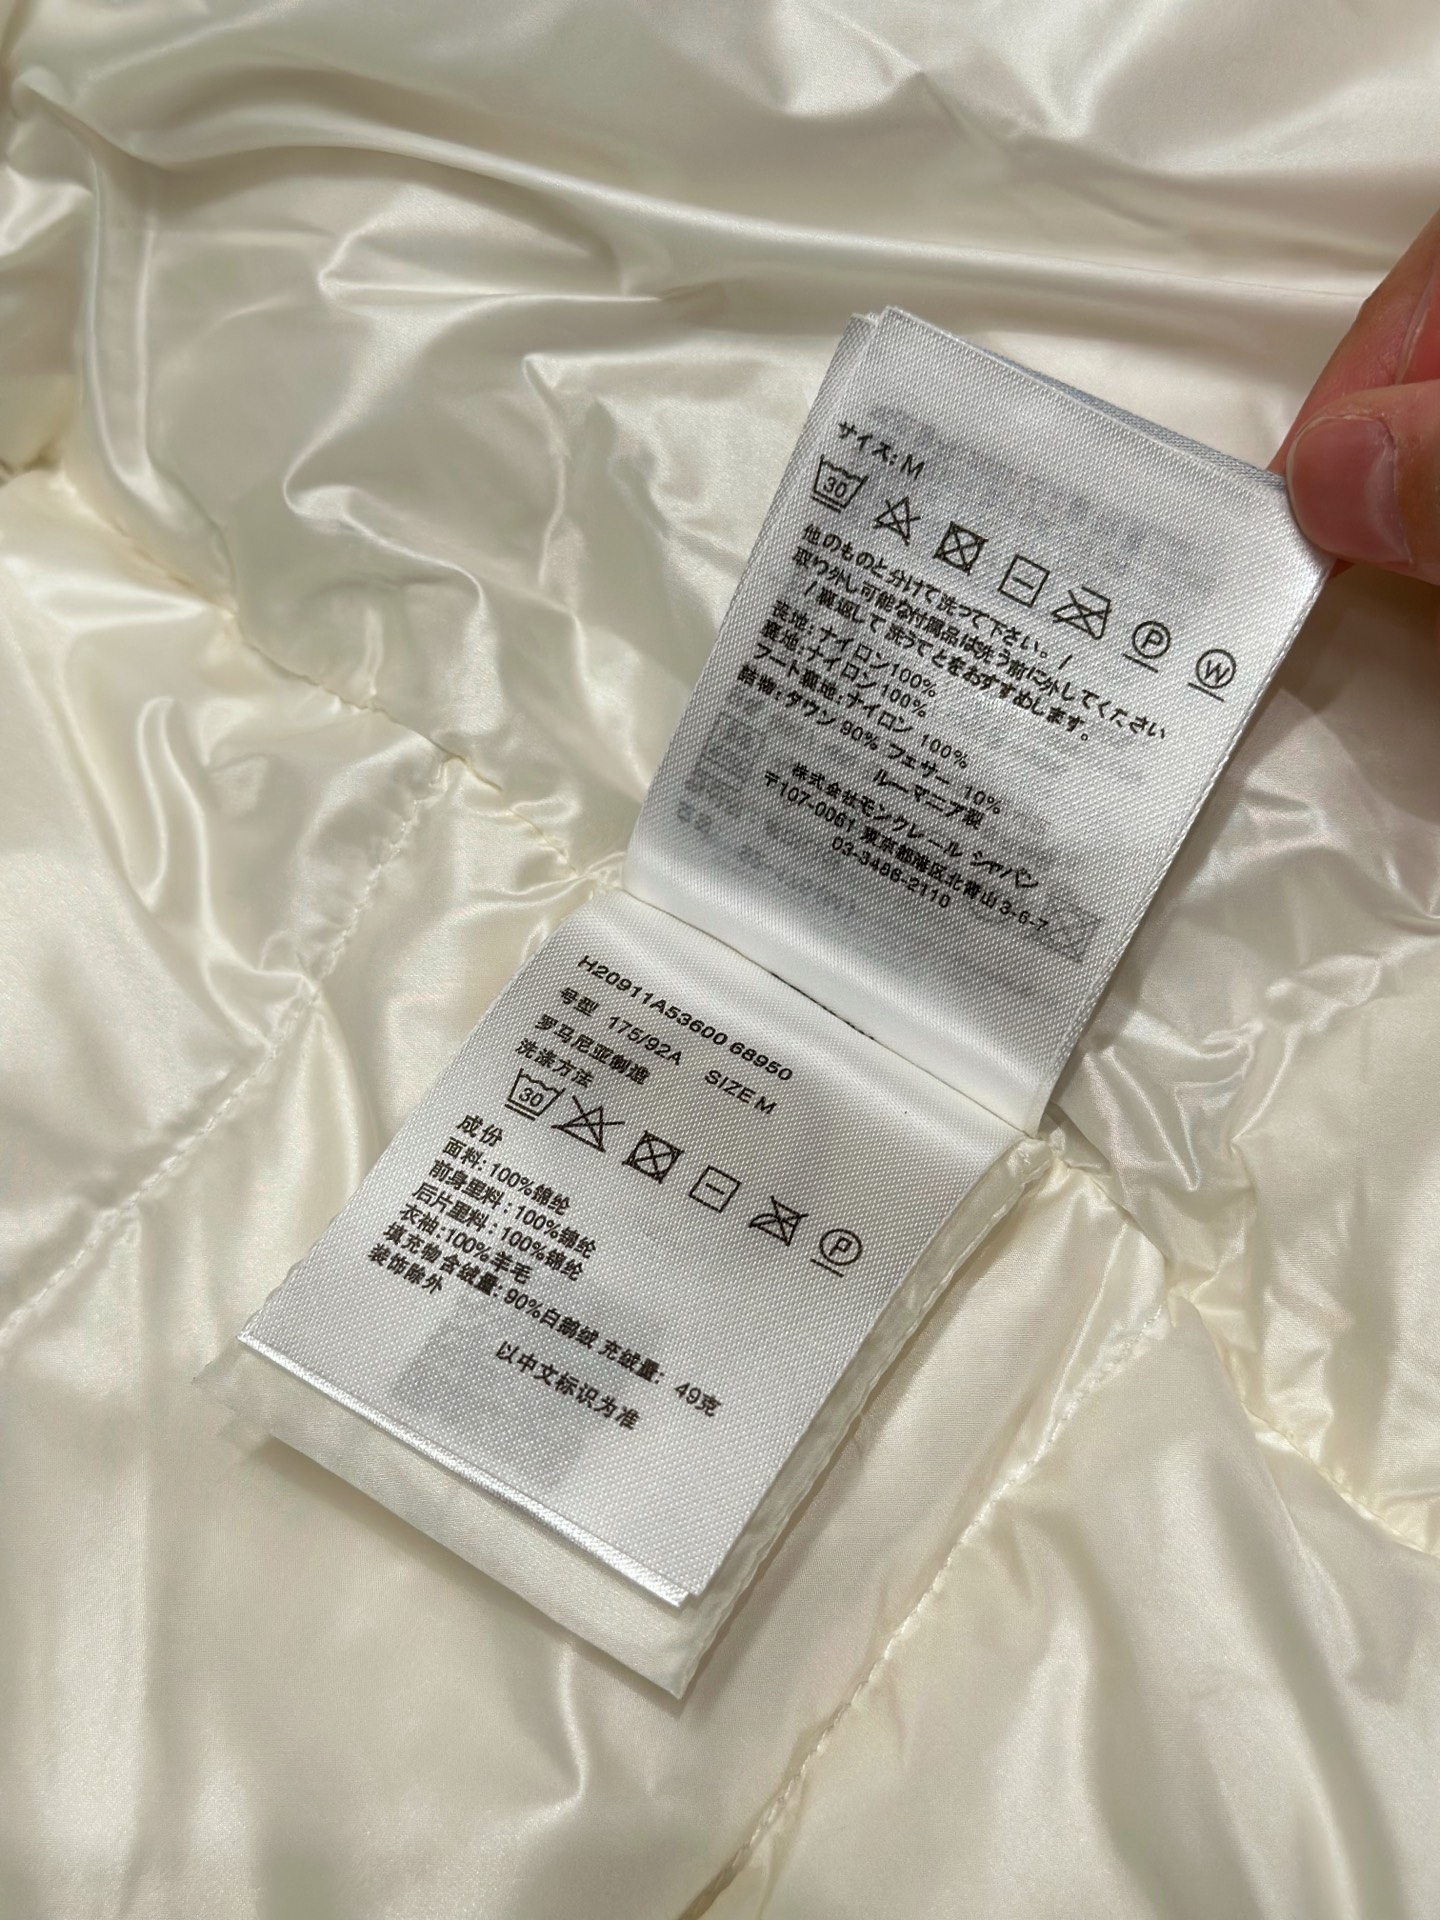 サイズ: M
30
P
W
他のものと分けて洗って下さい。/
取り外し可能な付属品は洗う前に外してください
/ 裏返して 洗うことをおすすめします。
表地: ナイロン100%
裏地: ナイロン100%
フード裏地: ナイロン 100%
詰物: ダウン 90% フェザー 10%
ルーマニア製
株式会社モンクレール ジャパン
〒107-0061 東京都港区北青山3-6-7
03-3486-2110
H20911A53600 68950
号型 175/92A SIZE M
罗马尼亚制造
洗涤方法
30
P
成份
面料: 100%锦纶
前身里料: 100%锦纶
后片里料: 100%锦纶
衣袖:100%羊毛
填充物 含绒量: 90%白鹅绒 充绒量: 49克
装饰除外
以中文标识为准